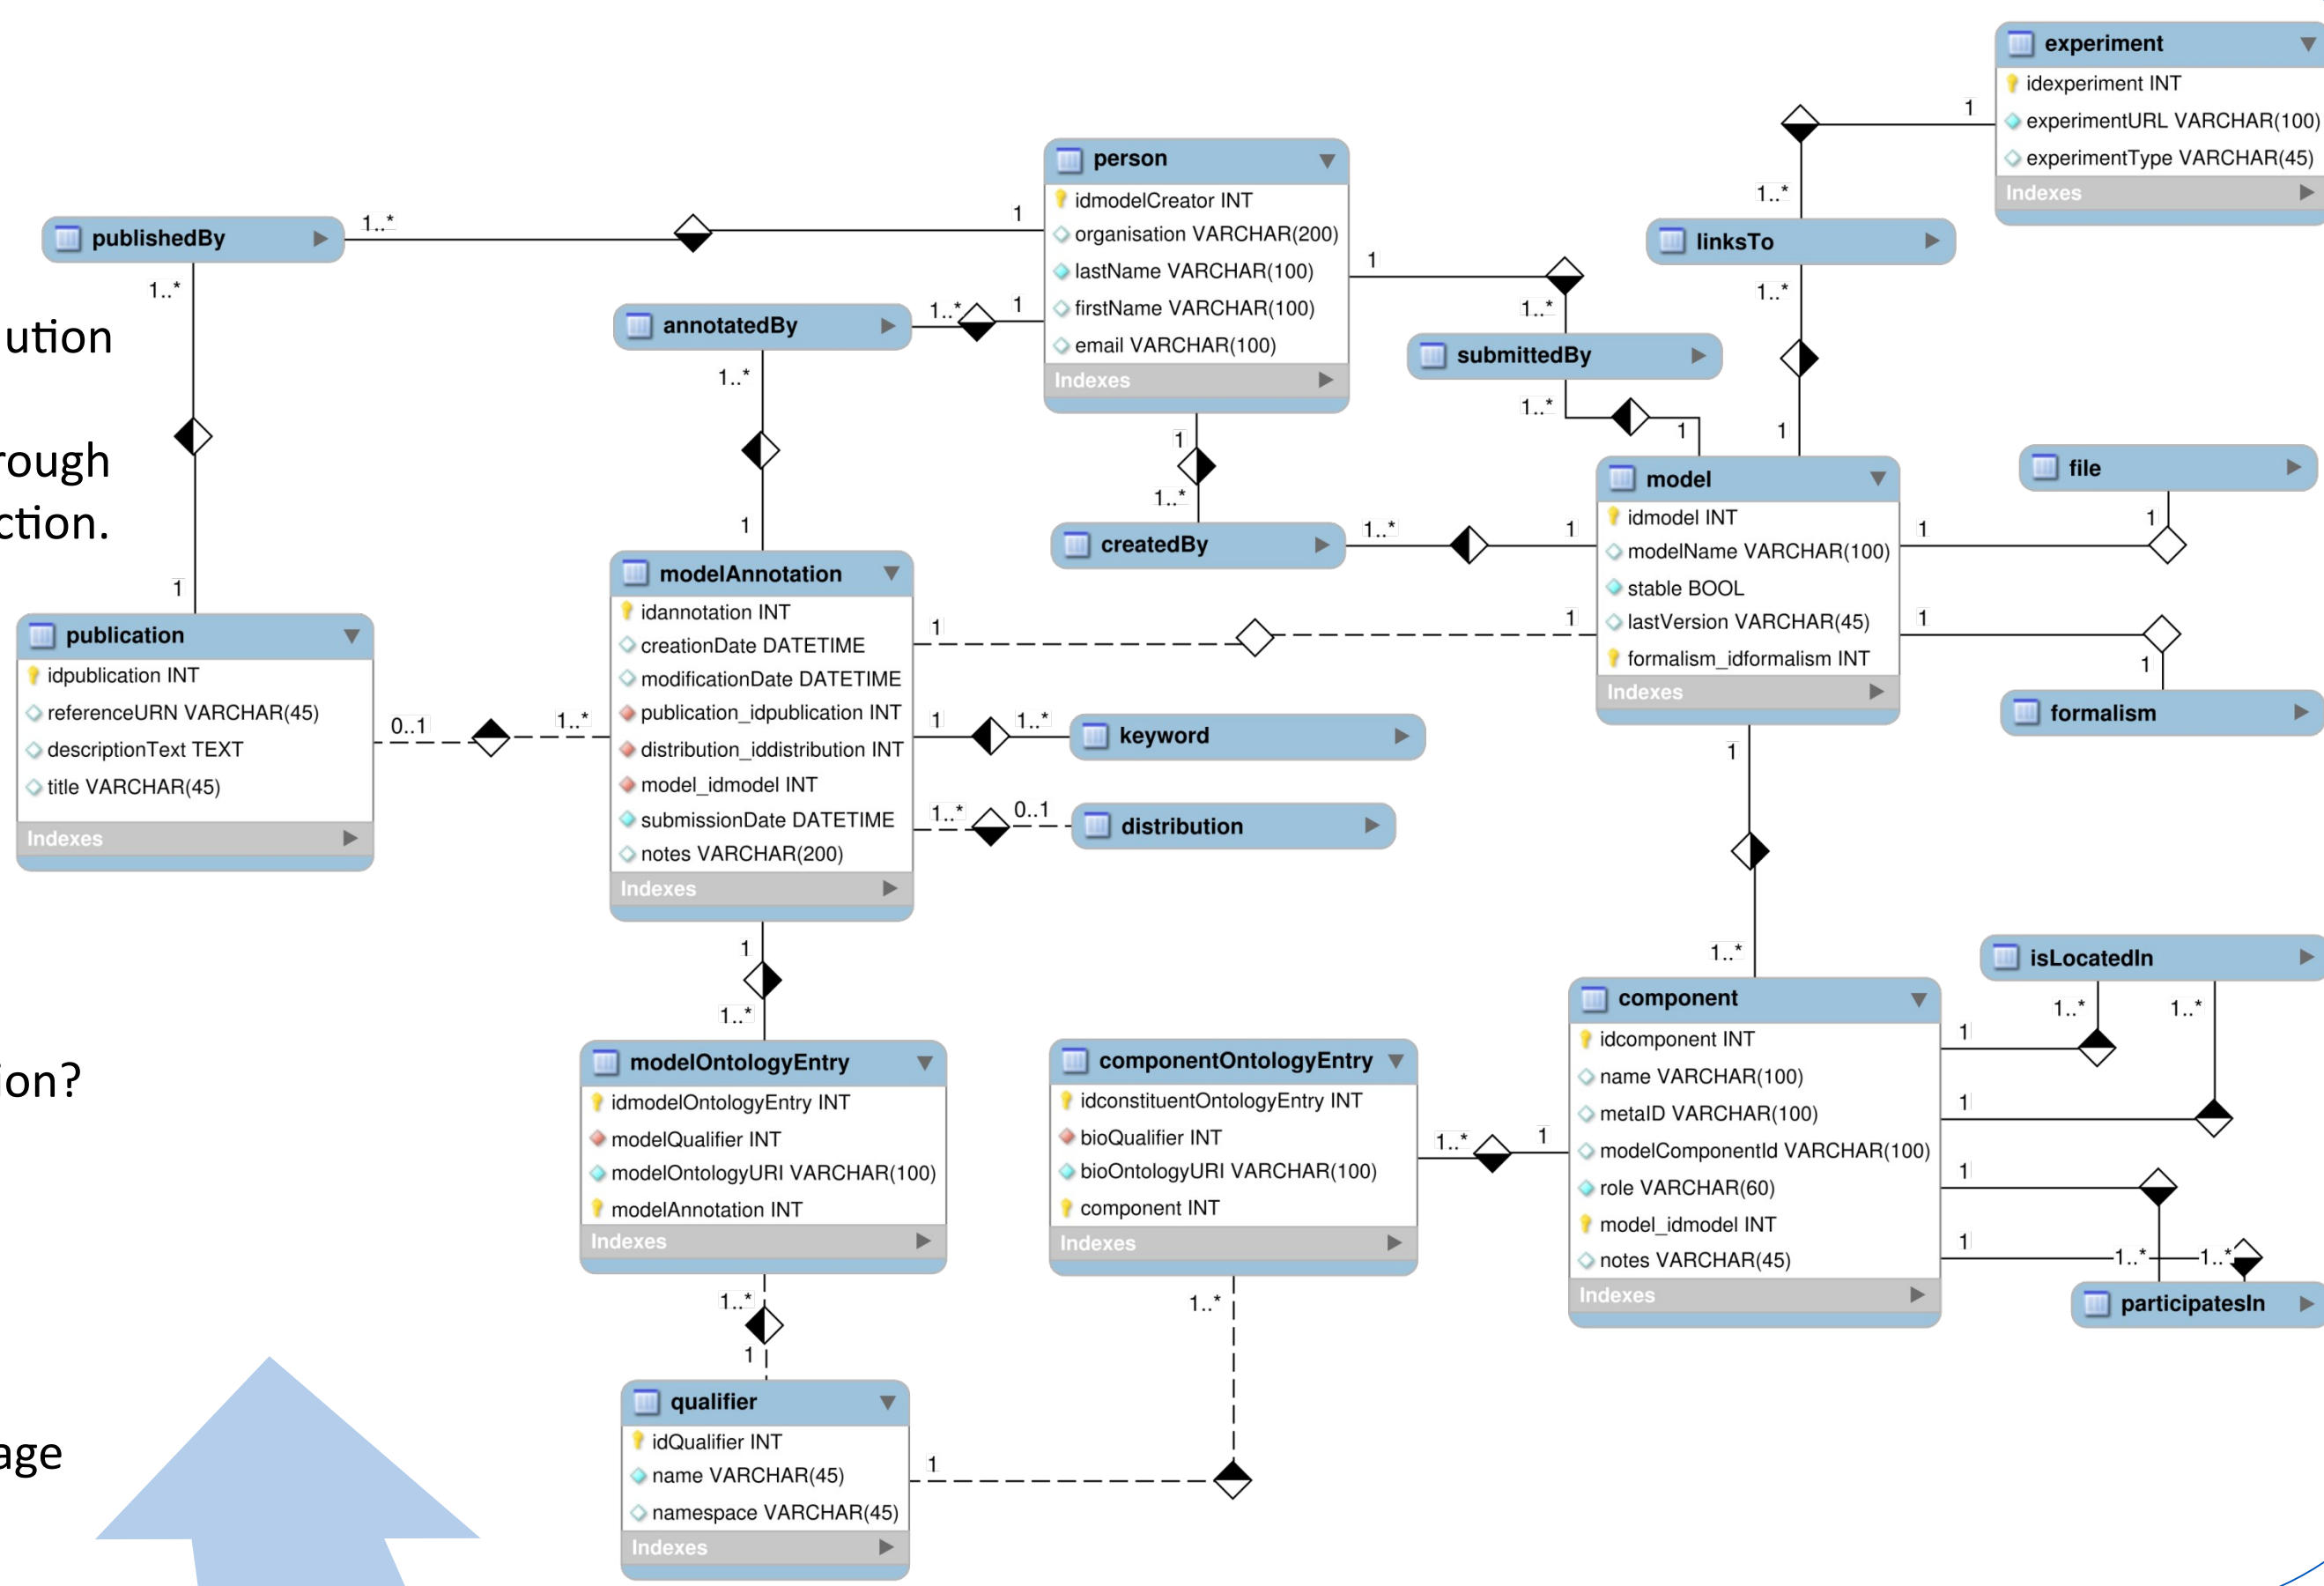 experiment
idexperiment INT
experimentURL VARCHAR(100)
experimentType VARCHAR(45)
Indexes
1
1..*
linksTo
1..*
1
person
idmodelCreator INT
organisation VARCHAR(200)
lastName VARCHAR(100)
firstName VARCHAR(100)
email VARCHAR(100)
Indexes
publishedBy
1..*
1
1..*
1
annotatedBy
1..*
1
1..*
1
1
1..*
submittedBy
1..*
1
1
1..*
createdBy
1..*
1
ution
rough
ction.
model
idmodel INT
modelName VARCHAR(100)
stable BOOL
lastVersion VARCHAR(45)
formalism_idformalism INT
Indexes
file
1
1
1
1
formalism
publication
idpublication INT
referenceURN VARCHAR(45)
descriptionText TEXT
title VARCHAR(45)
Indexes
0..1
1..*
modelAnnotation
idannotation INT
creationDate DATETIME
modificationDate DATETIME
publication_idpublication INT
distribution_iddistribution INT
model_idmodel INT
submissionDate DATETIME
notes VARCHAR(200)
Indexes
1
1
1
1..*
keyword
1..*
0..1
distribution
1
1..*
1
1..*
ion?
modelOntologyEntry
idmodelOntologyEntry INT
modelQualifier INT
modelOntologyURI VARCHAR(100)
modelAnnotation INT
Indexes
componentOntologyEntry
idconstituentOntologyEntry INT
bioQualifier INT
bioOntologyURI VARCHAR(100)
component INT
Indexes
1..*
1
component
idcomponent INT
name VARCHAR(100)
metaID VARCHAR(100)
modelComponentId VARCHAR(100)
role VARCHAR(60)
model_idmodel INT
notes VARCHAR(45)
Indexes
isLocatedIn
1..*
1..*
1
1
1
1
1..*
1..*
participatesIn
1..*
1
1..*
age
qualifier
idQualifier INT
name VARCHAR(45)
namespace VARCHAR(45)
Indexes
1